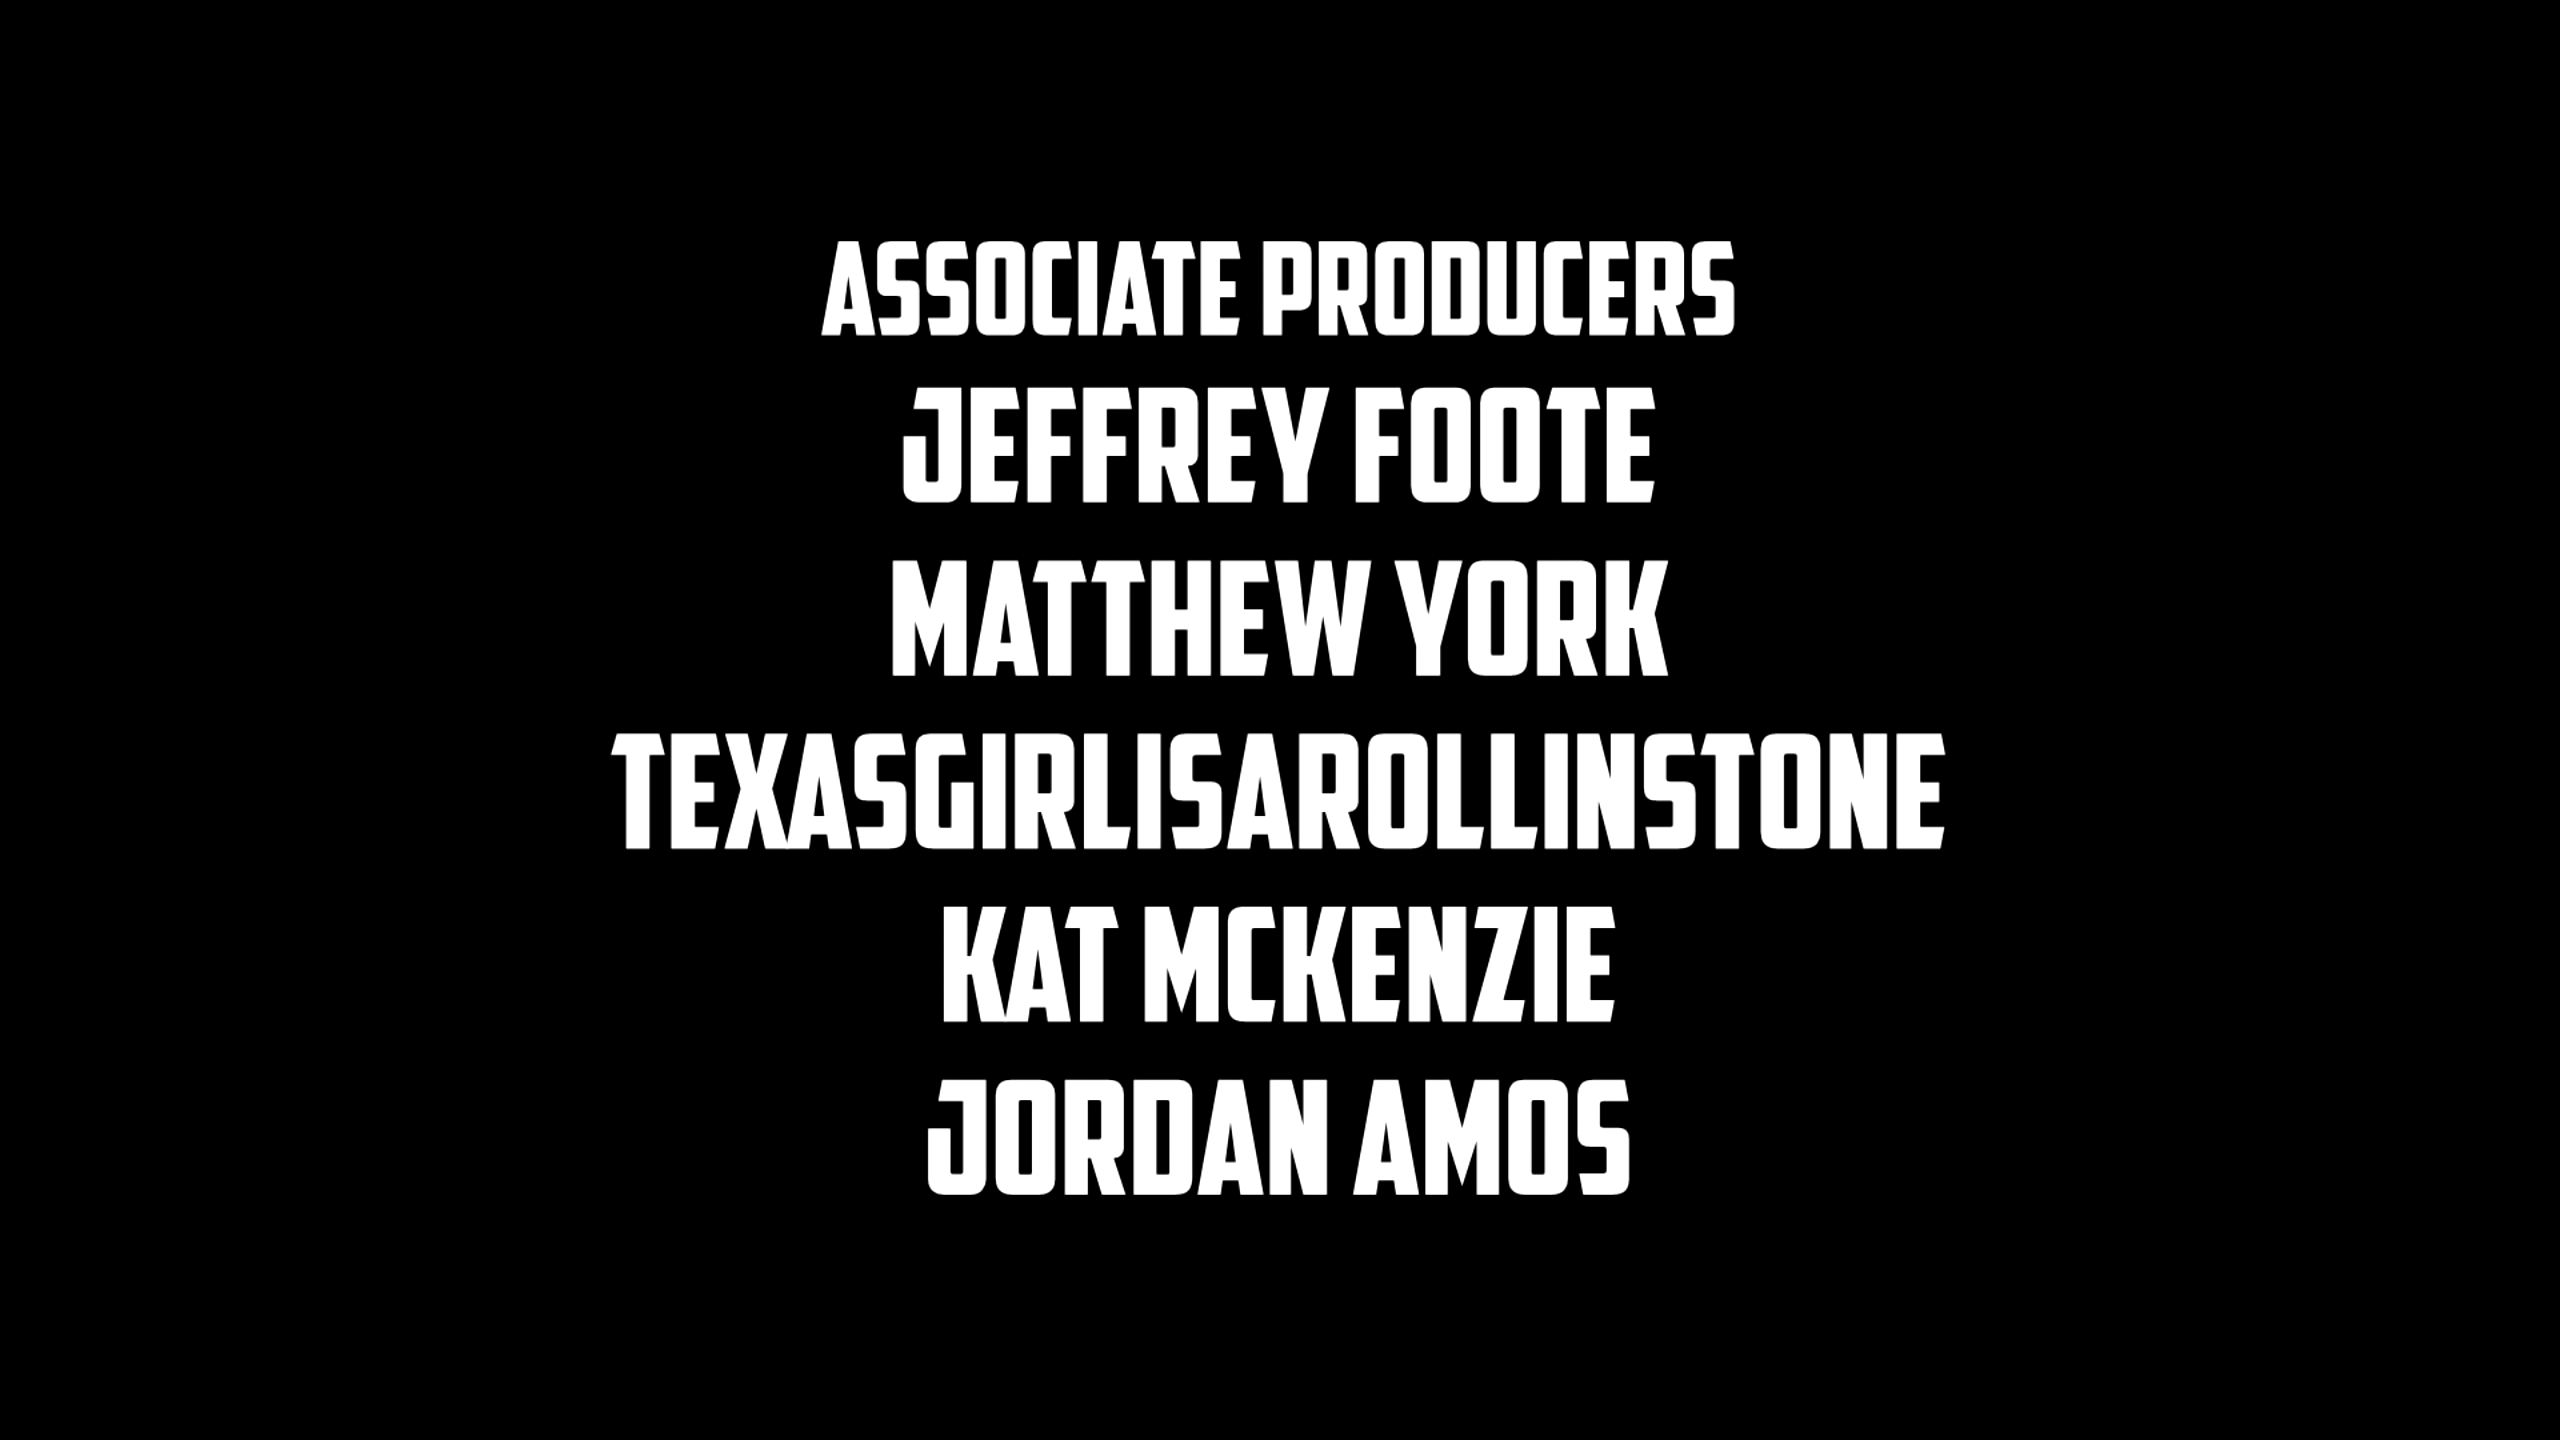 ASSOCIATE PRODUCERS
JEFFREY FOOTE
MATTHEW YORK
TEXASGIRLISAROLLINSTONE
KAT MCKENZIE
JORDAN AMOS